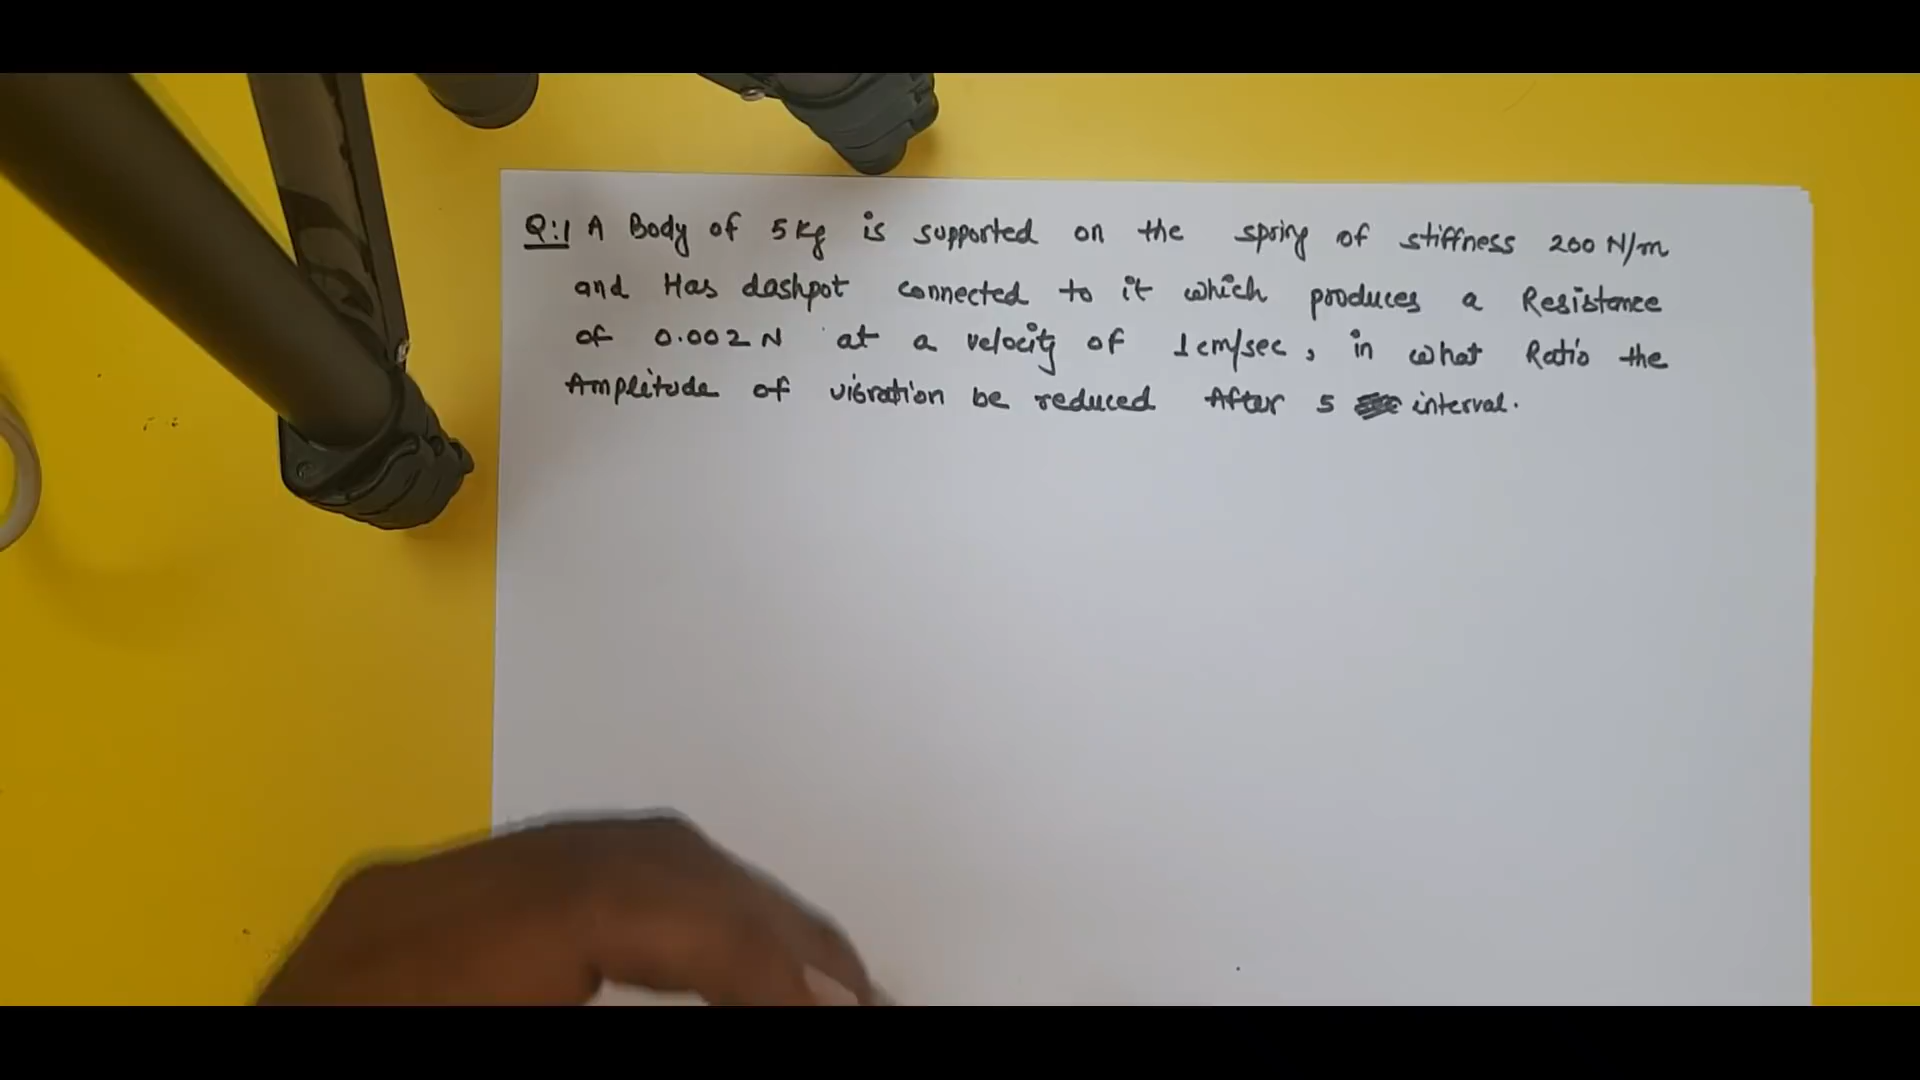 Q:1 A Body of 5 kg is supported on the spring of stiffness 200 N/m
and Has dashpot connected to it which produces a Resistance
of 0.002 N at a velocity of 1 cm/sec, in what Ratio the
Amplitude of vibration be reduced After 5 interval.